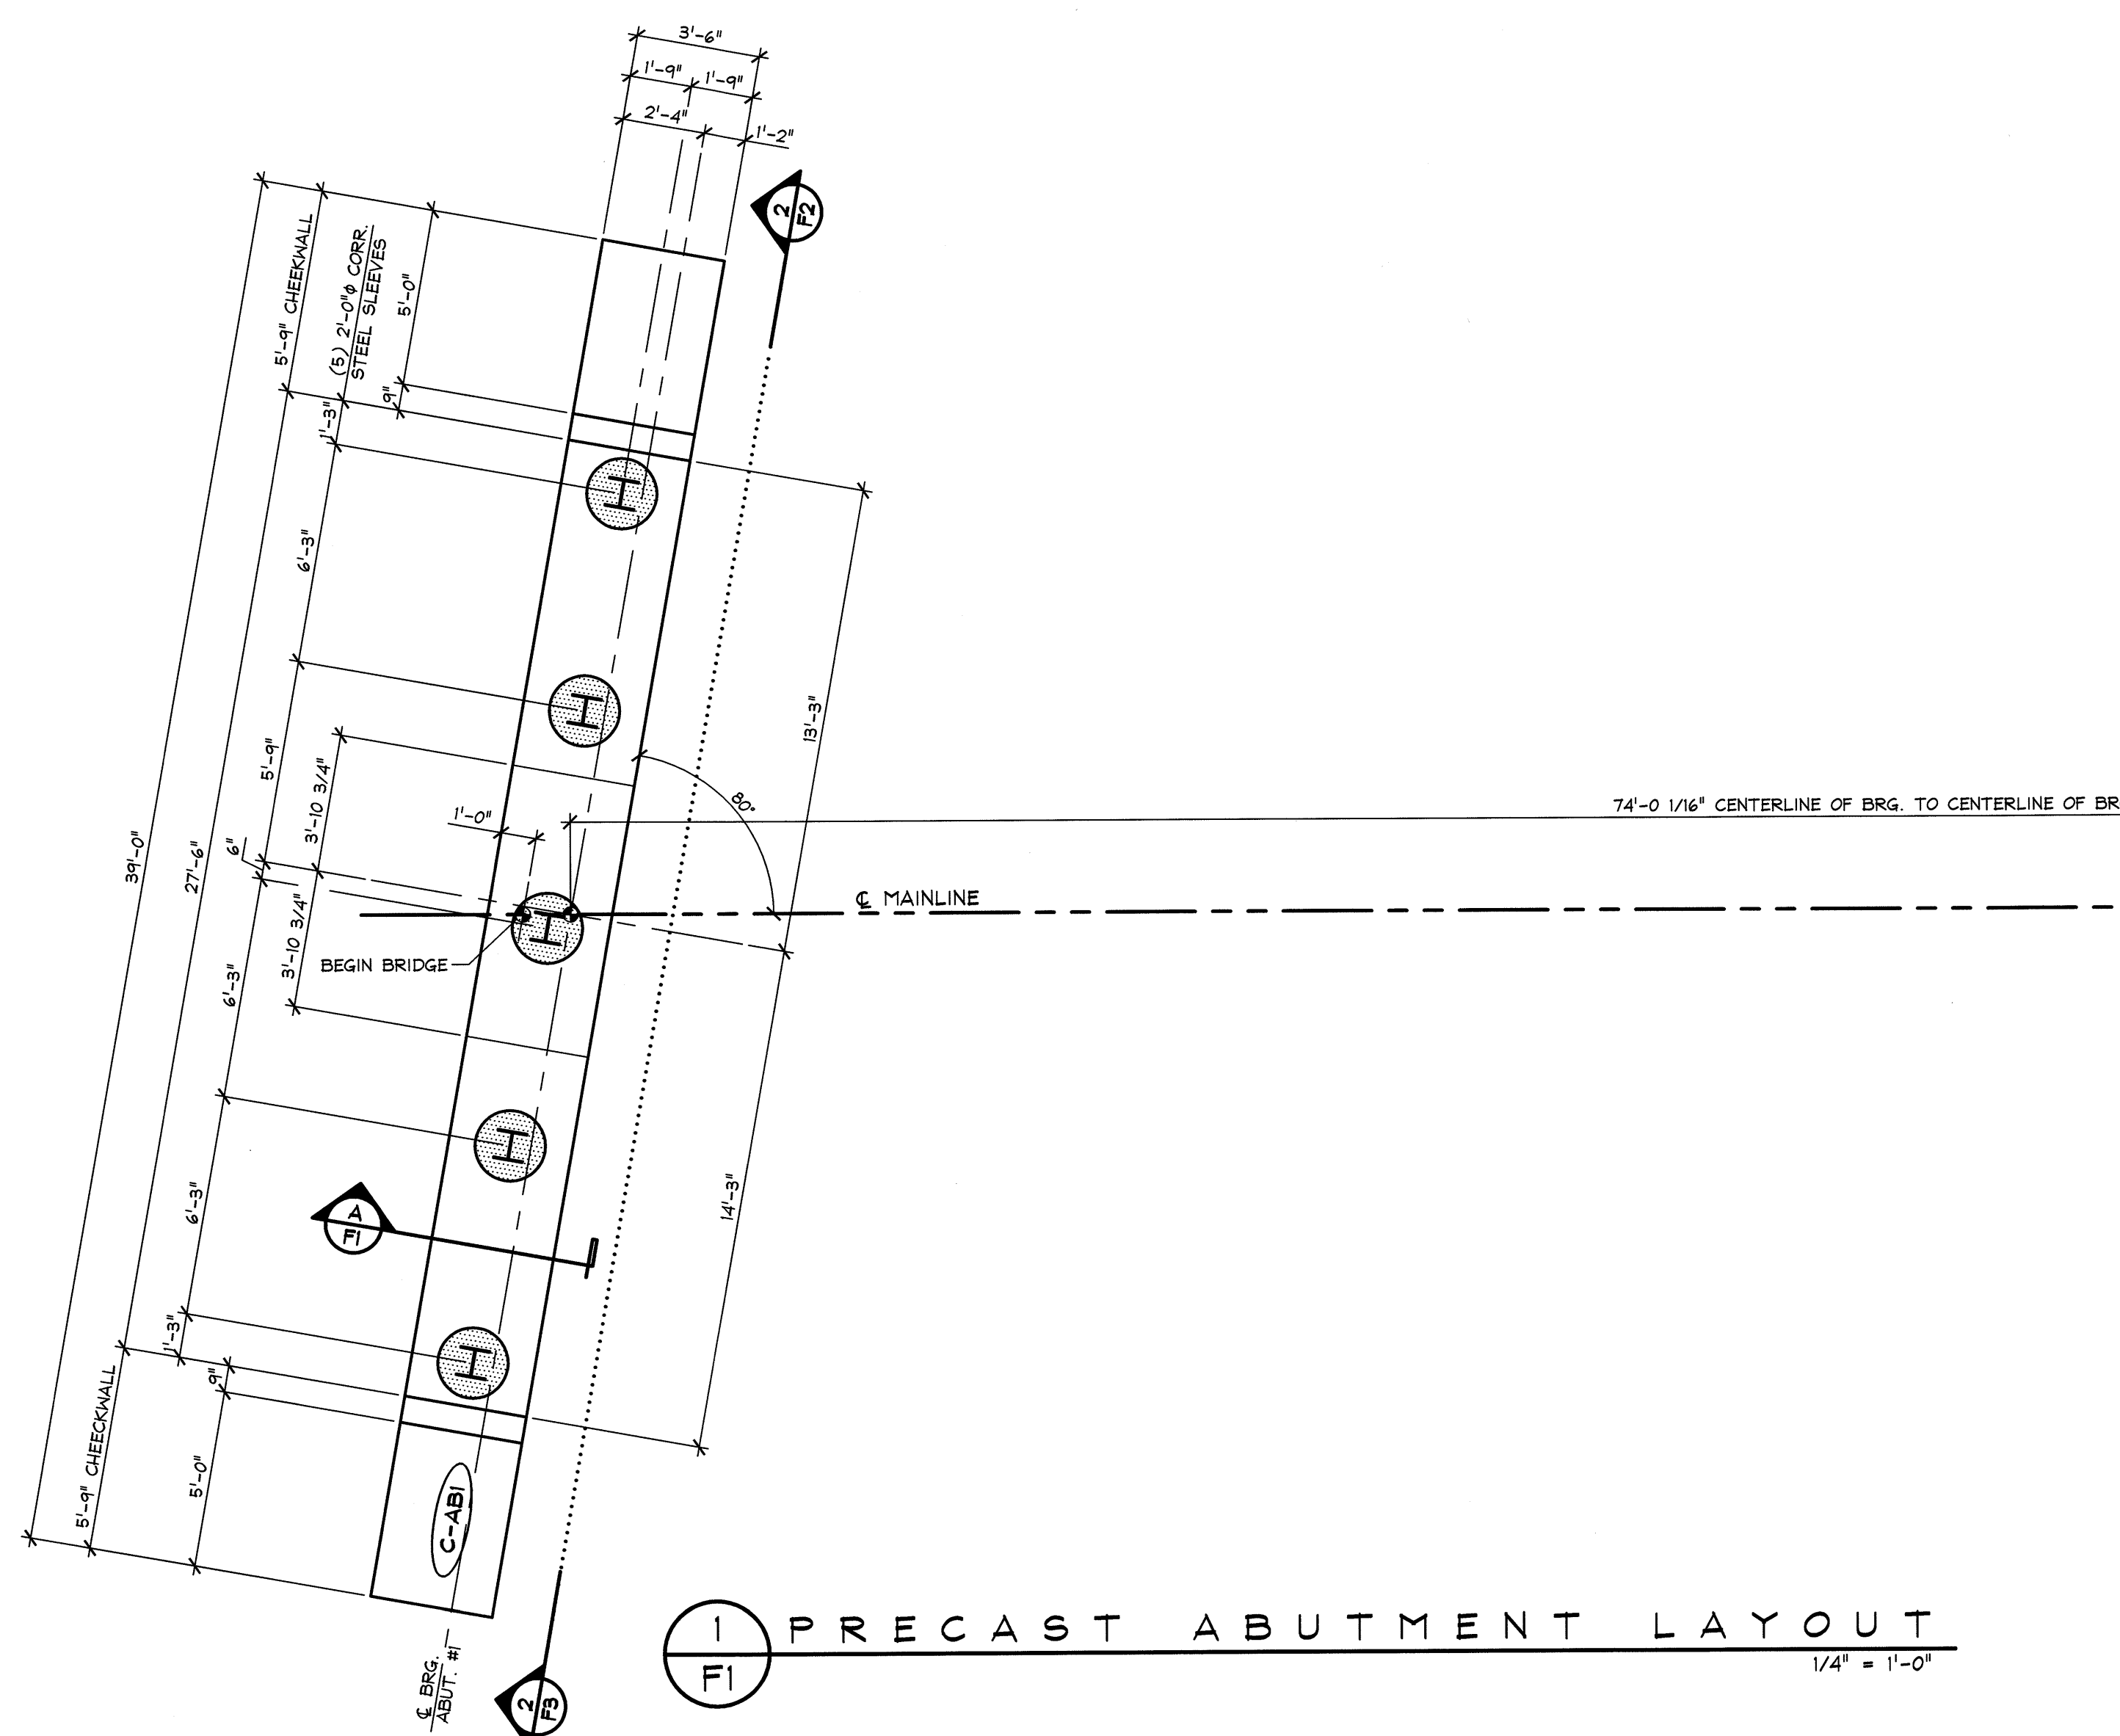 3'-6"
1'-9"
1'-9"
2'-4"
1'-2"
2
F2
5'-9" CHEEKWALL
(5) 2'-0"φ CORR.
STEEL SLEEVES
5'-0"
9"
1'-3"
6'-3"
5'-9"
3'-10 3/4"
13'-3"
80°
1'-0"
74'-0 1/16" CENTERLINE OF BRG. TO CENTERLINE OF BR
39'-0"
27'-6"
6"
℄ MAINLINE
3'-10 3/4"
BEGIN BRIDGE
6'-3"
14'-3"
6'-3"
A
F1
1'-3"
9"
5'-9" CHEECKWALL
5'-0"
C-AB1
℄ BRG.
ABUT. #1
2
F3
1
F1
PRECAST ABUTMENT LAYOUT
1/4" = 1'-0"